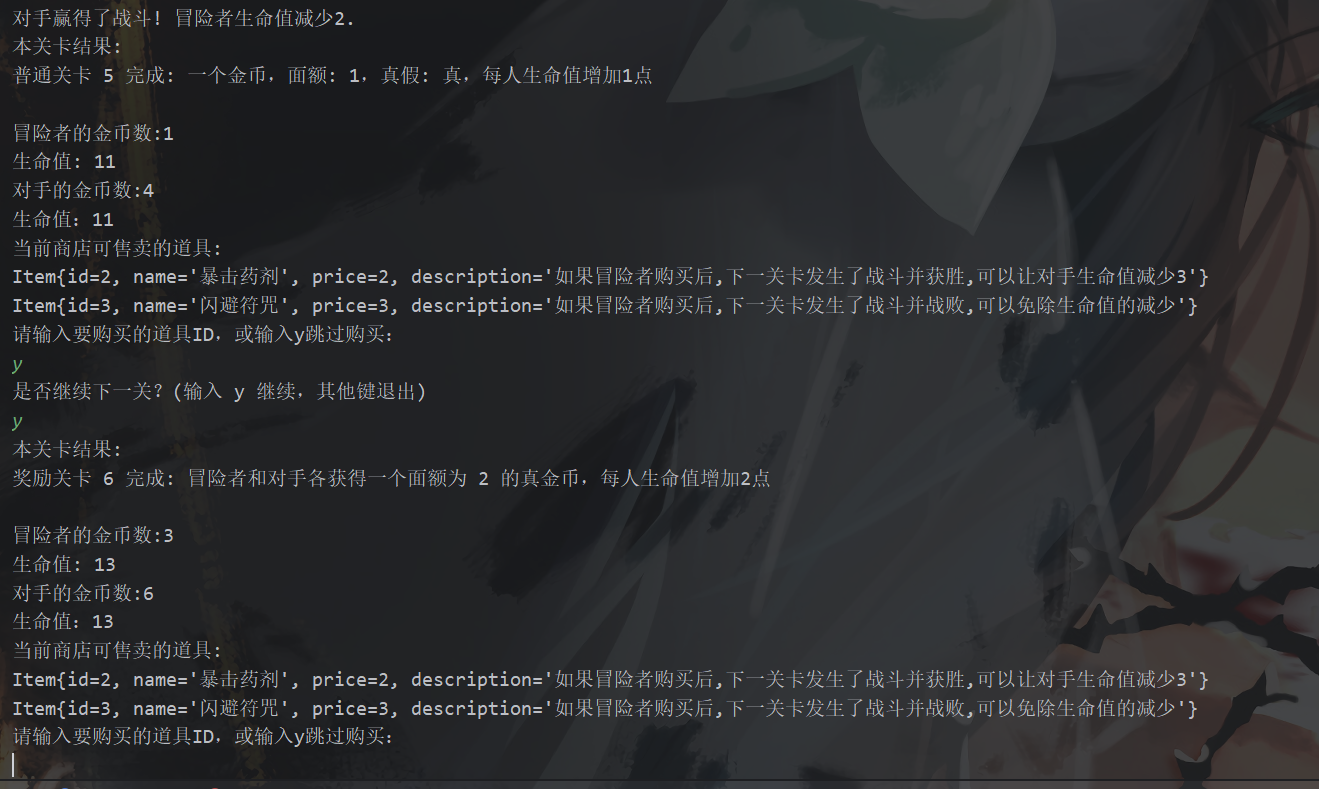 对手赢得了战斗! 冒险者生命值减少2.
本关卡结果:
普通关卡 5 完成: 一个金币，面额: 1，真假: 真，每人生命值增加1点
冒险者的金币数:1
生命值: 11
对手的金币数:4
生命值：11
当前商店可售卖的道具:
Item{id=2, name='暴击药剂', price=2, description='如果冒险者购买后,下一关卡发生了战斗并获胜,可以让对手生命值减少3'}
Item{id=3, name='闪避符咒', price=3, description='如果冒险者购买后,下一关卡发生了战斗并战败,可以免除生命值的减少'}
请输入要购买的道具ID，或输入y跳过购买:
y
是否继续下一关? (输入 y 继续，其他键退出)
y
本关卡结果:
奖励关卡 6 完成: 冒险者和对手各获得一个面额为 2 的真金币，每人生命值增加2点
冒险者的金币数:3
生命值: 13
对手的金币数:6
生命值：13
当前商店可售卖的道具:
Item{id=2, name='暴击药剂', price=2, description='如果冒险者购买后,下一关卡发生了战斗并获胜,可以让对手生命值减少3'}
Item{id=3, name='闪避符咒', price=3, description='如果冒险者购买后,下一关卡发生了战斗并战败,可以免除生命值的减少'}
请输入要购买的道具ID，或输入y跳过购买: